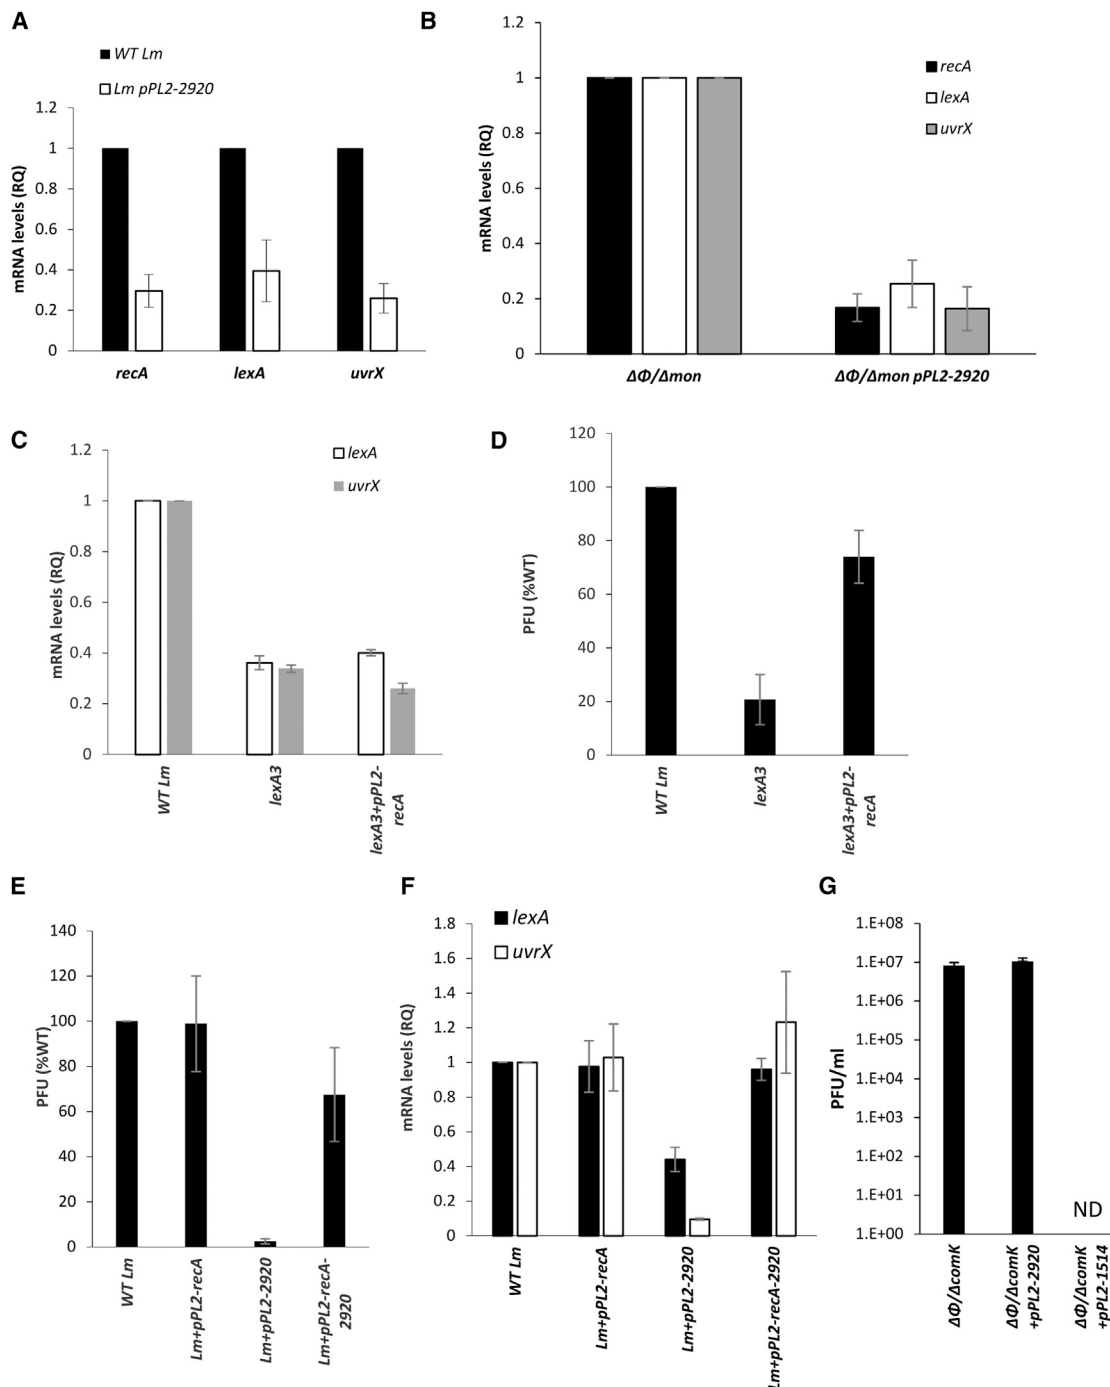 A
WT Lm
Lm pPL2-2920
mRNA levels (RQ)
1.2
1
0.8
0.6
0.4
0.2
0
recA lexA uvrX
B
recA
lexA
uvrX
mRNA levels (RQ)
1.2
1
0.8
0.6
0.4
0.2
0
ΔΦ/Δmon ΔΦ/Δmon pPL2-2920
C
lexA
uvrX
mRNA levels (RQ)
1.2
1
0.8
0.6
0.4
0.2
0
WT Lm
lexA3
lexA3+pPL2-
recA
D
PFU (%WT)
120
100
80
60
40
20
0
WT Lm
lexA3
lexA3+pPL2-
recA
E
PFU (%WT)
140
120
100
80
60
40
20
0
WT Lm
Lm+pPL2-recA
Lm+pPL2-2920
Lm+pPL2-recA-
2920
F
lexA
uvrX
mRNA levels (RQ)
1.8
1.6
1.4
1.2
1
0.8
0.6
0.4
0.2
0
WT Lm
Lm+pPL2-recA
Lm+pPL2-2920
Lm+pPL2-recA-2920
G
PFU/ml
1.E+08
1.E+07
1.E+06
1.E+05
1.E+04
1.E+03
1.E+02
1.E+01
1.E+00
ND
ΔΦ/ΔcomK
ΔΦ/ΔcomK
+pPL2-2920
ΔΦ/ΔcomK
+pPL2-1514